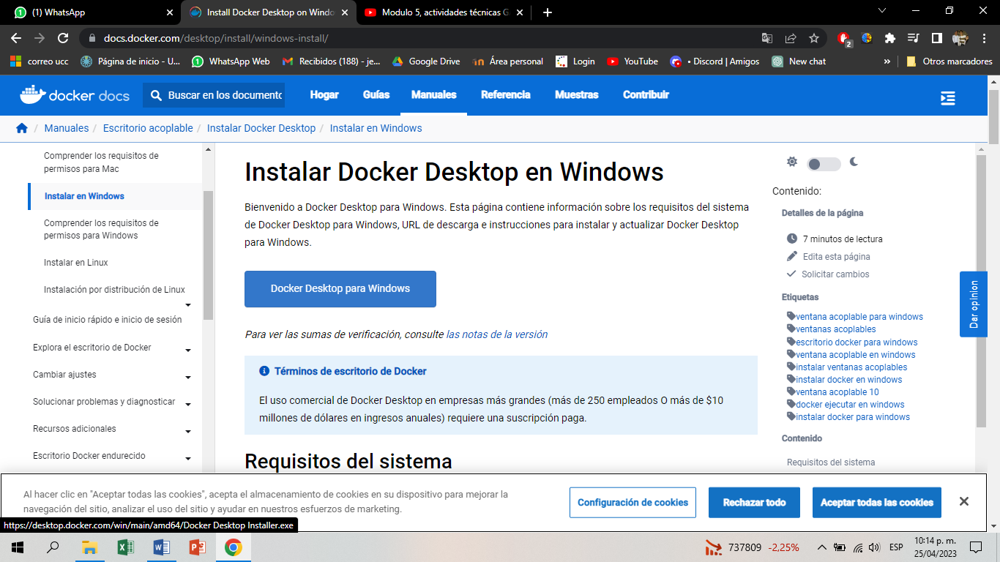 (1) WhatsApp
Install Docker Desktop on Windo
Modulo 5, actividades técnicas G
docs.docker.com/desktop/install/windows-install/
2
correo ucc
Página de inicio - U...
WhatsApp Web
Recibidos (188) - je...
Google Drive
Área personal
Login
YouTube
• Discord | Amigos
New chat
»
Otros marcadores
docker docs
Buscar en los documento
Hogar
Guías
Manuales
Referencia
Muestras
Contribuir
/ Manuales / Escritorio acoplable / Instalar Docker Desktop / Instalar en Windows
Comprender los requisitos de
permisos para Mac
Instalar en Windows
Comprender los requisitos de
permisos para Windows
Instalar en Linux
Instalación por distribución de Linux
Guía de inicio rápido e inicio de sesión
Explora el escritorio de Docker
Cambiar ajustes
Solucionar problemas y diagnosticar
Recursos adicionales
Escritorio Docker endurecido
Instalar Docker Desktop en Windows
Bienvenido a Docker Desktop para Windows. Esta página contiene información sobre los requisitos del sistema
de Docker Desktop para Windows, URL de descarga e instrucciones para instalar y actualizar Docker Desktop
para Windows.
Docker Desktop para Windows
Para ver las sumas de verificación, consulte las notas de la versión
Términos de escritorio de Docker
El uso comercial de Docker Desktop en empresas más grandes (más de 250 empleados O más de $10
millones de dólares en ingresos anuales) requiere una suscripción paga.
Requisitos del sistema
Contenido:
Detalles de la página
7 minutos de lectura
Edita esta página
Solicitar cambios
Etiquetas
ventana acoplable para windows
ventanas acoplables
escritorio docker para windows
ventana acoplable en windows
instalar ventanas acoplables
instalar docker en windows
ventana acoplable 10
docker ejecutar en windows
instalar docker para windows
Contenido
Requisitos del sistema
Dar opinion
Al hacer clic en "Aceptar todas las cookies", acepta el almacenamiento de cookies en su dispositivo para mejorar la
navegación del sitio, analizar el uso del sitio y ayudar en nuestros esfuerzos de marketing.
Configuración de cookies
Rechazar todo
Aceptar todas las cookies
https://desktop.docker.com/win/main/amd64/Docker Desktop Installer.exe
737809 -2,25%
ESP
10:14 p. m.
25/04/2023